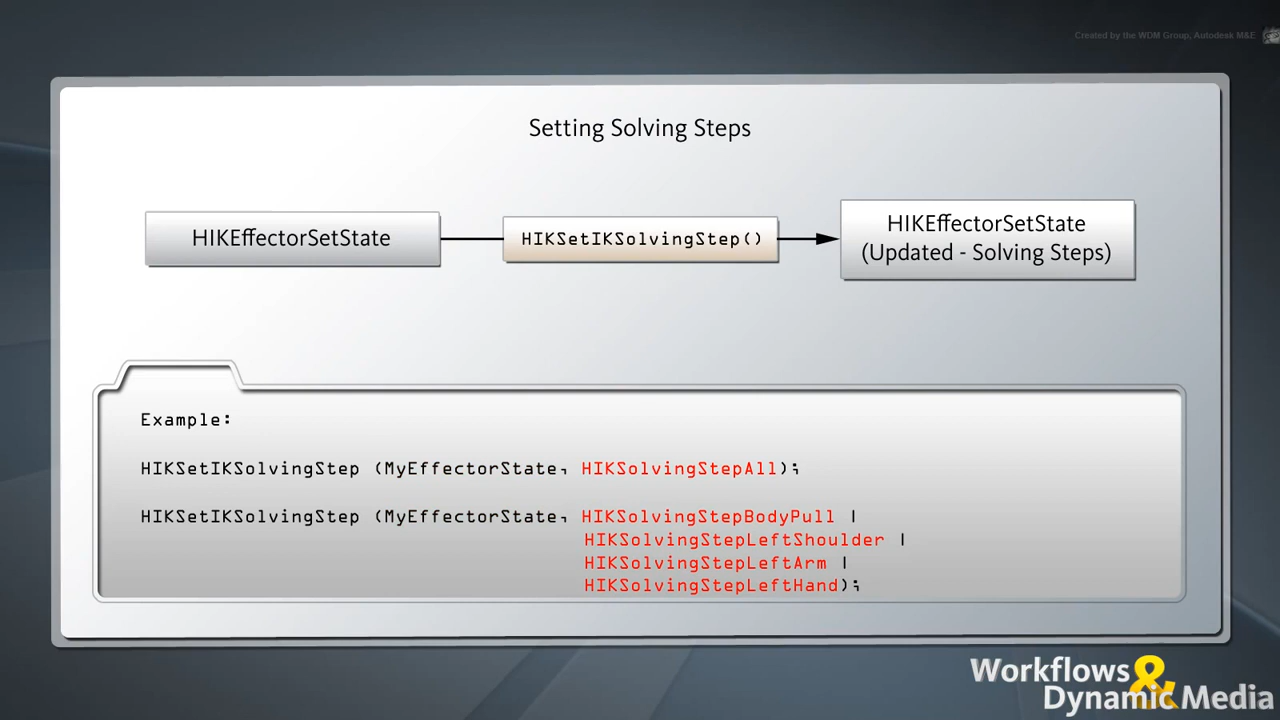 Created by the WDM Group, Autodesk M&E
Setting Solving Steps
HIKEffectorSetState
HIKSetIKSolvingStep()
HIKEffectorSetState
(Updated - Solving Steps)
Example:
HIKSetIKSolvingStep (MyEffectorState, HIKSolvingStepAll);
HIKSetIKSolvingStep (MyEffectorState, HIKSolvingStepBodyPull |
HIKSolvingStepLeftShoulder |
HIKSolvingStepLeftArm |
HIKSolvingStepLeftHand);
Workflows &
Dynamic Media